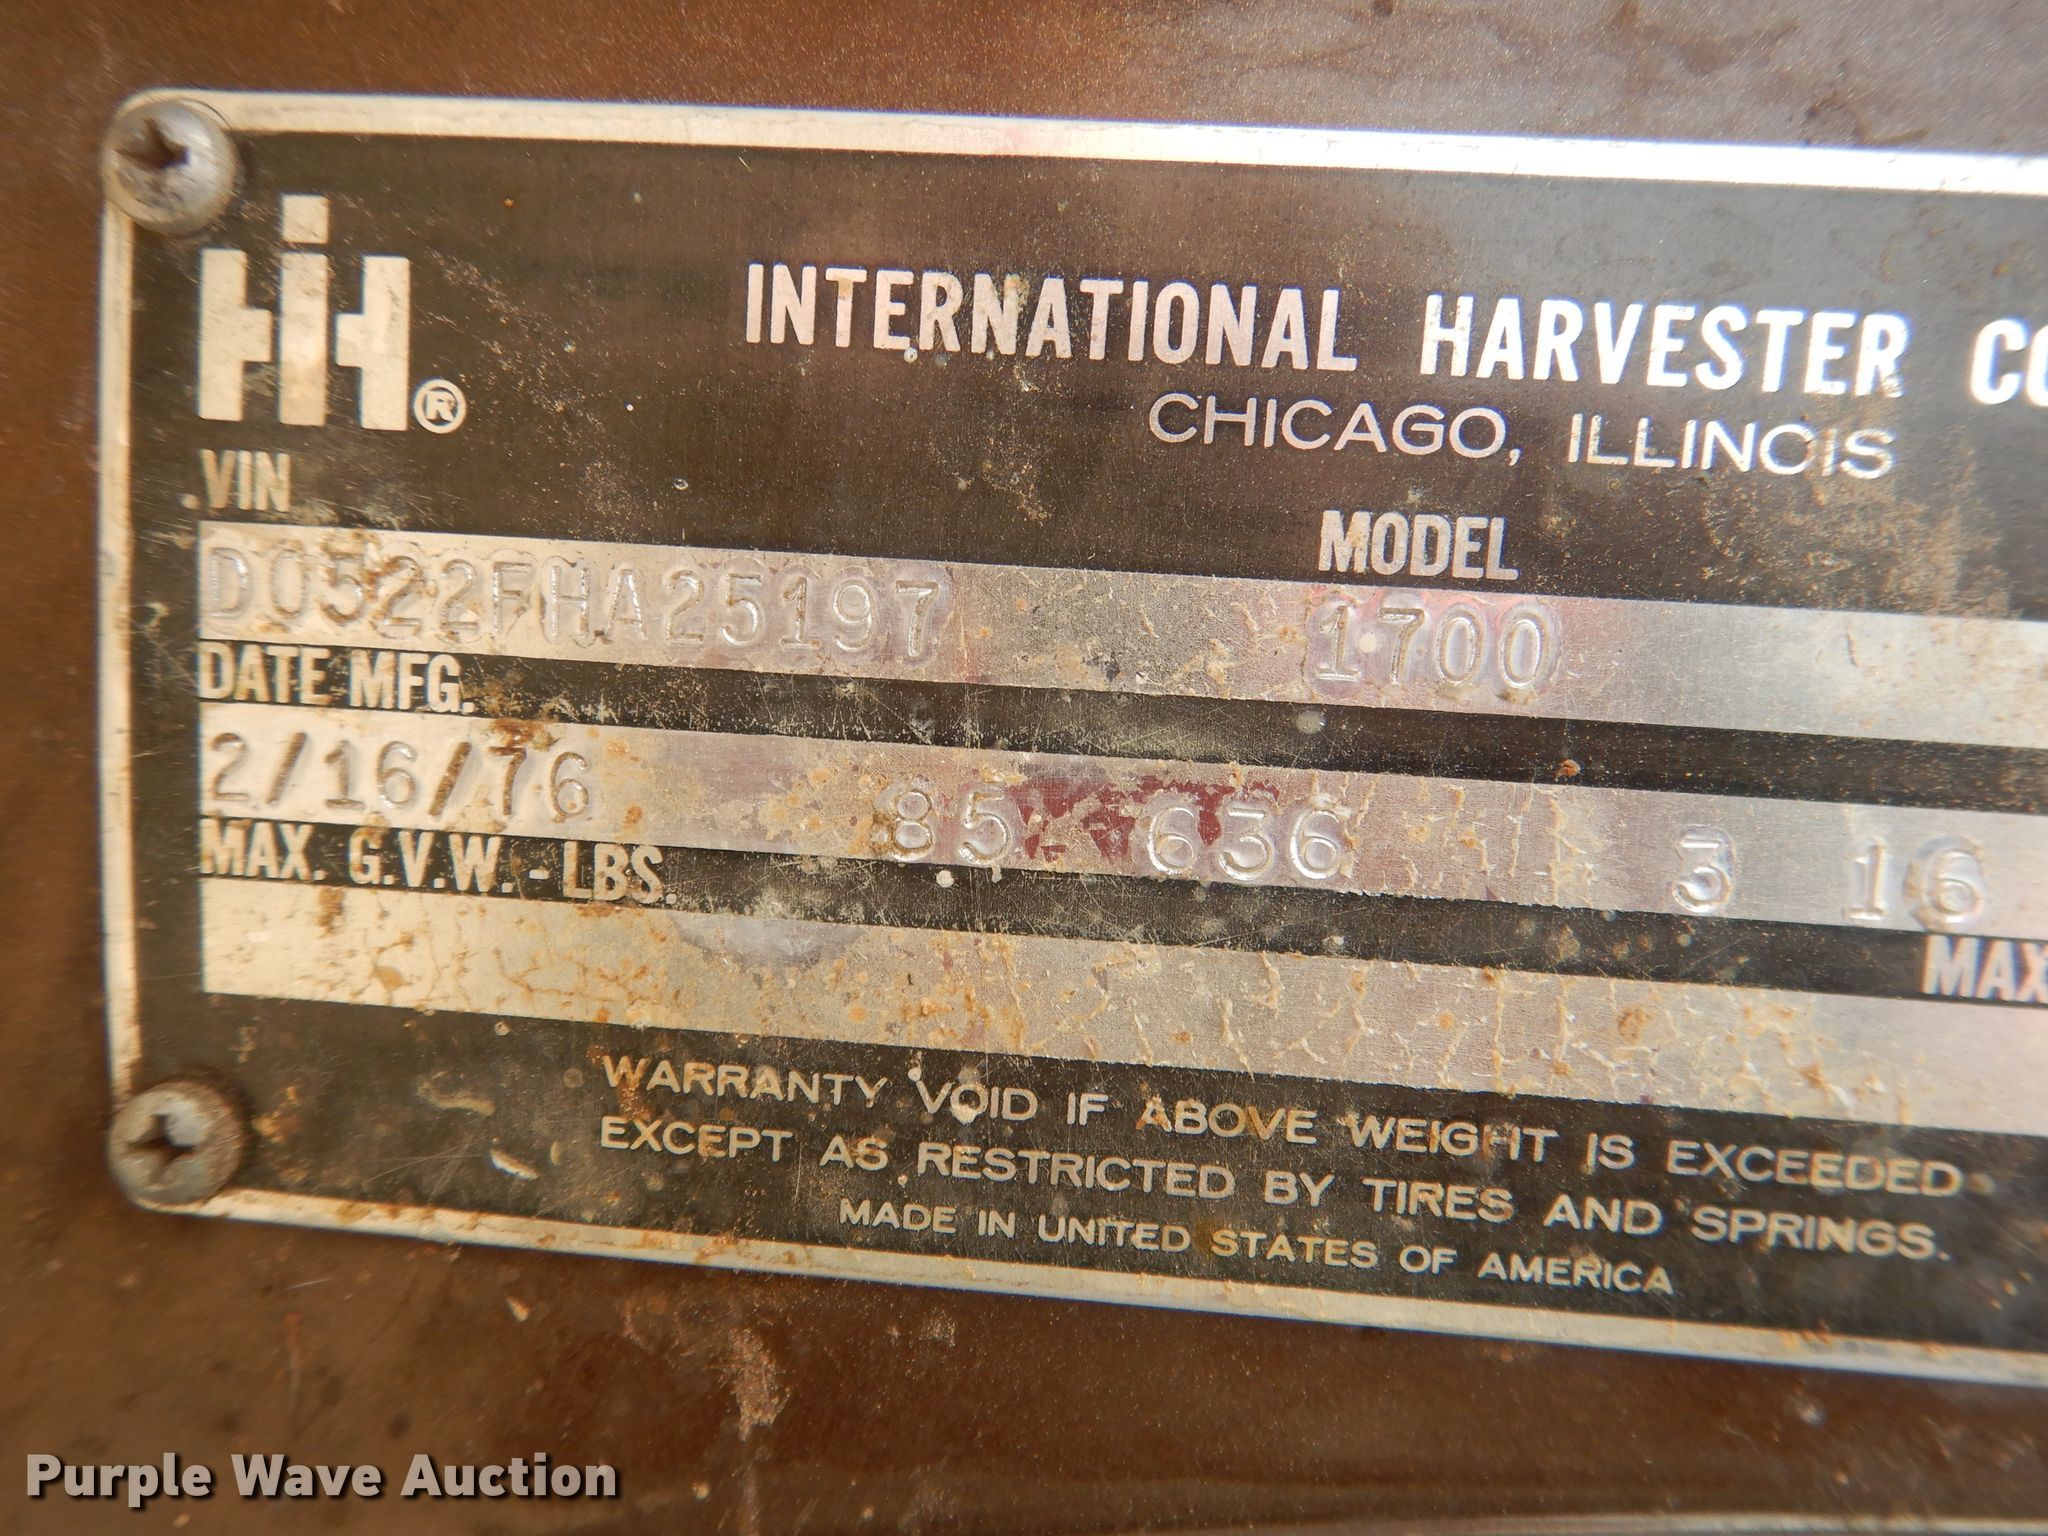 IH®
INTERNATIONAL HARVESTER CO
CHICAGO, ILLINOIS
VIN MODEL
D0522FHA25197 1700
DATE MFG.
2/16/76 85 636 3 16
MAX. G.V.W. - LBS. MAX
WARRANTY VOID IF ABOVE WEIGHT IS EXCEEDED
EXCEPT AS RESTRICTED BY TIRES AND SPRINGS.
MADE IN UNITED STATES OF AMERICA
Purple Wave Auction